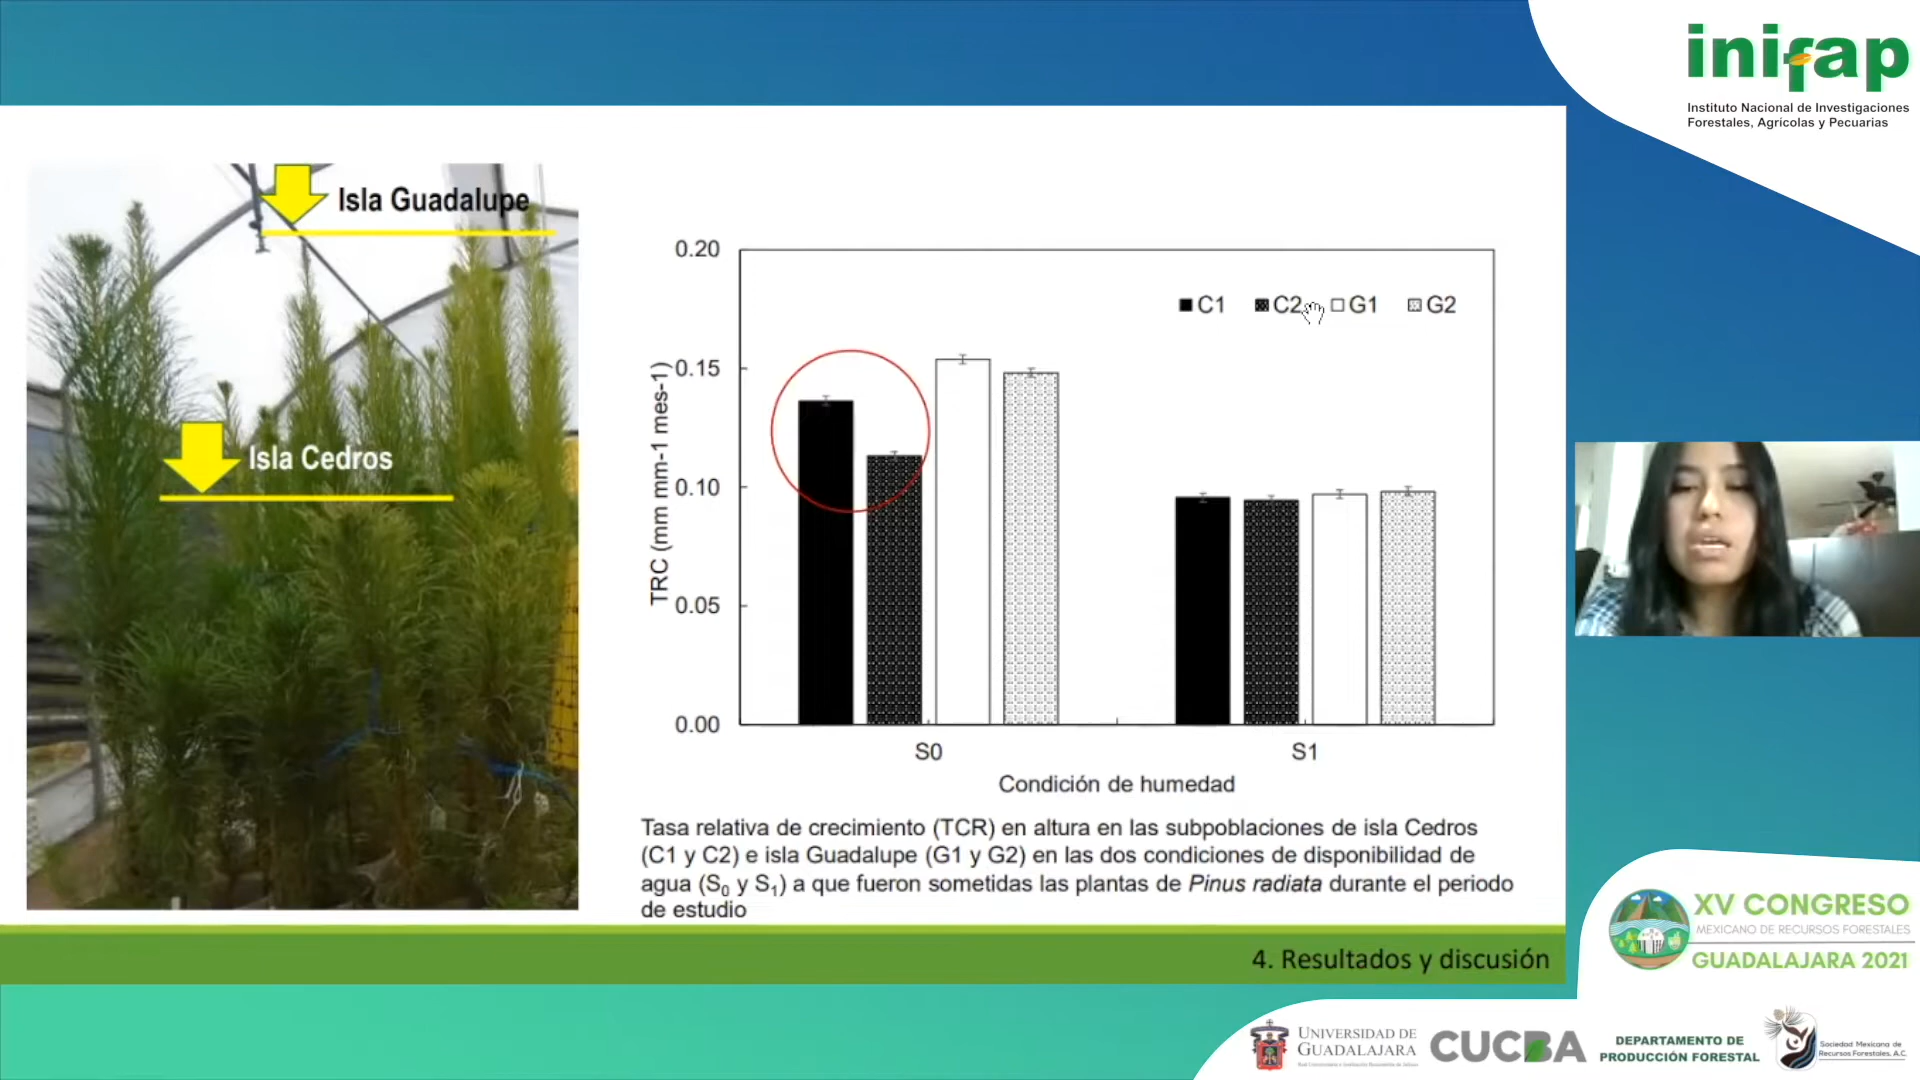 inifap
Instituto Nacional de Investigaciones
Forestales, Agrícolas y Pecuarias
Isla Guadalupe
Isla Cedros
0.20
0.15
0.10
0.05
0.00
TRC (mm mm-1 mes-1)
C1 C2 G1 G2
S0 S1
Condición de humedad
Tasa relativa de crecimiento (TCR) en altura en las subpoblaciones de isla Cedros
(C1 y C2) e isla Guadalupe (G1 y G2) en las dos condiciones de disponibilidad de
agua (S₀ y S₁) a que fueron sometidas las plantas de Pinus radiata durante el periodo
de estudio
4. Resultados y discusión
XV CONGRESO
MEXICANO DE RECURSOS FORESTALES
GUADALAJARA 2021
UNIVERSIDAD DE
GUADALAJARA
CUCBA
DEPARTAMENTO DE
PRODUCCIÓN FORESTAL
Sociedad Mexicana de
Recursos Forestales, A.C.